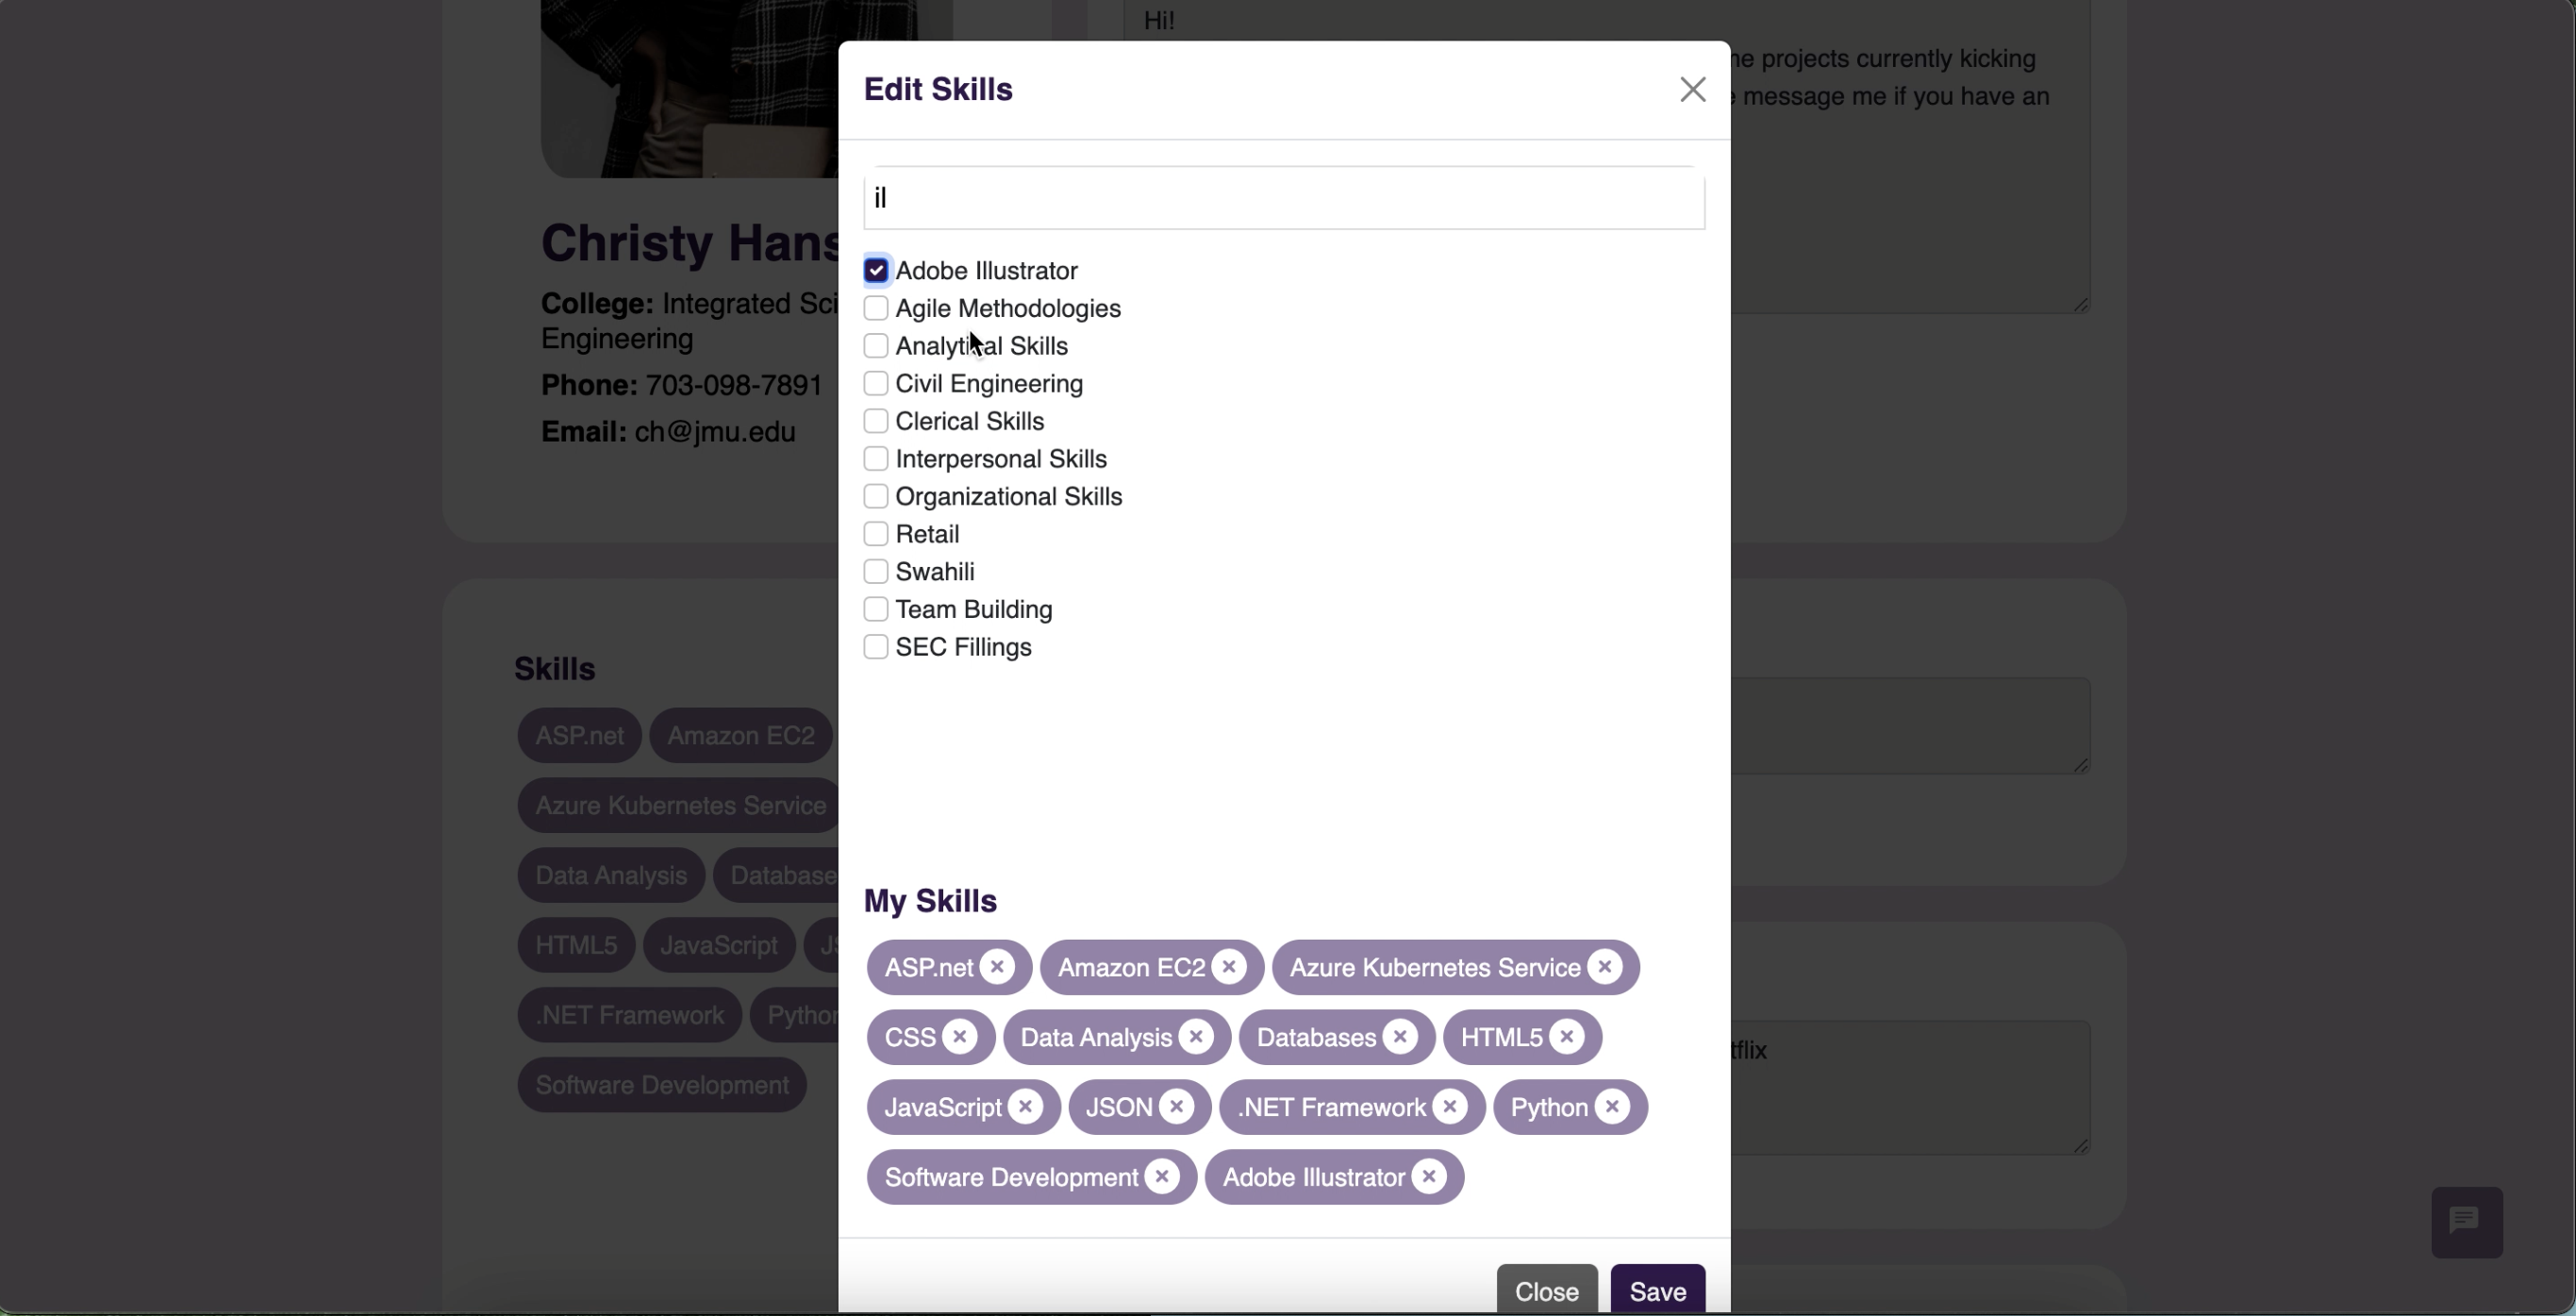 Hi!
ne projects currently kicking
message me if you have an
Edit Skills
il
Adobe Illustrator
Agile Methodologies
Analytical Skills
Civil Engineering
Clerical Skills
Interpersonal Skills
Organizational Skills
Retail
Swahili
Team Building
SEC Fillings
Christy Hans
College: Integrated Sci
Engineering
Phone: 703-098-7891
Email: ch@jmu.edu
Skills
ASP.net Amazon EC2
Azure Kubernetes Service
Data Analysis Database
HTML5 JavaScript JS
.NET Framework Python
Software Development
My Skills
ASP.net Amazon EC2 Azure Kubernetes Service
CSS Data Analysis Databases HTML5
JavaScript JSON .NET Framework Python
Software Development Adobe Illustrator
tflix
Close Save